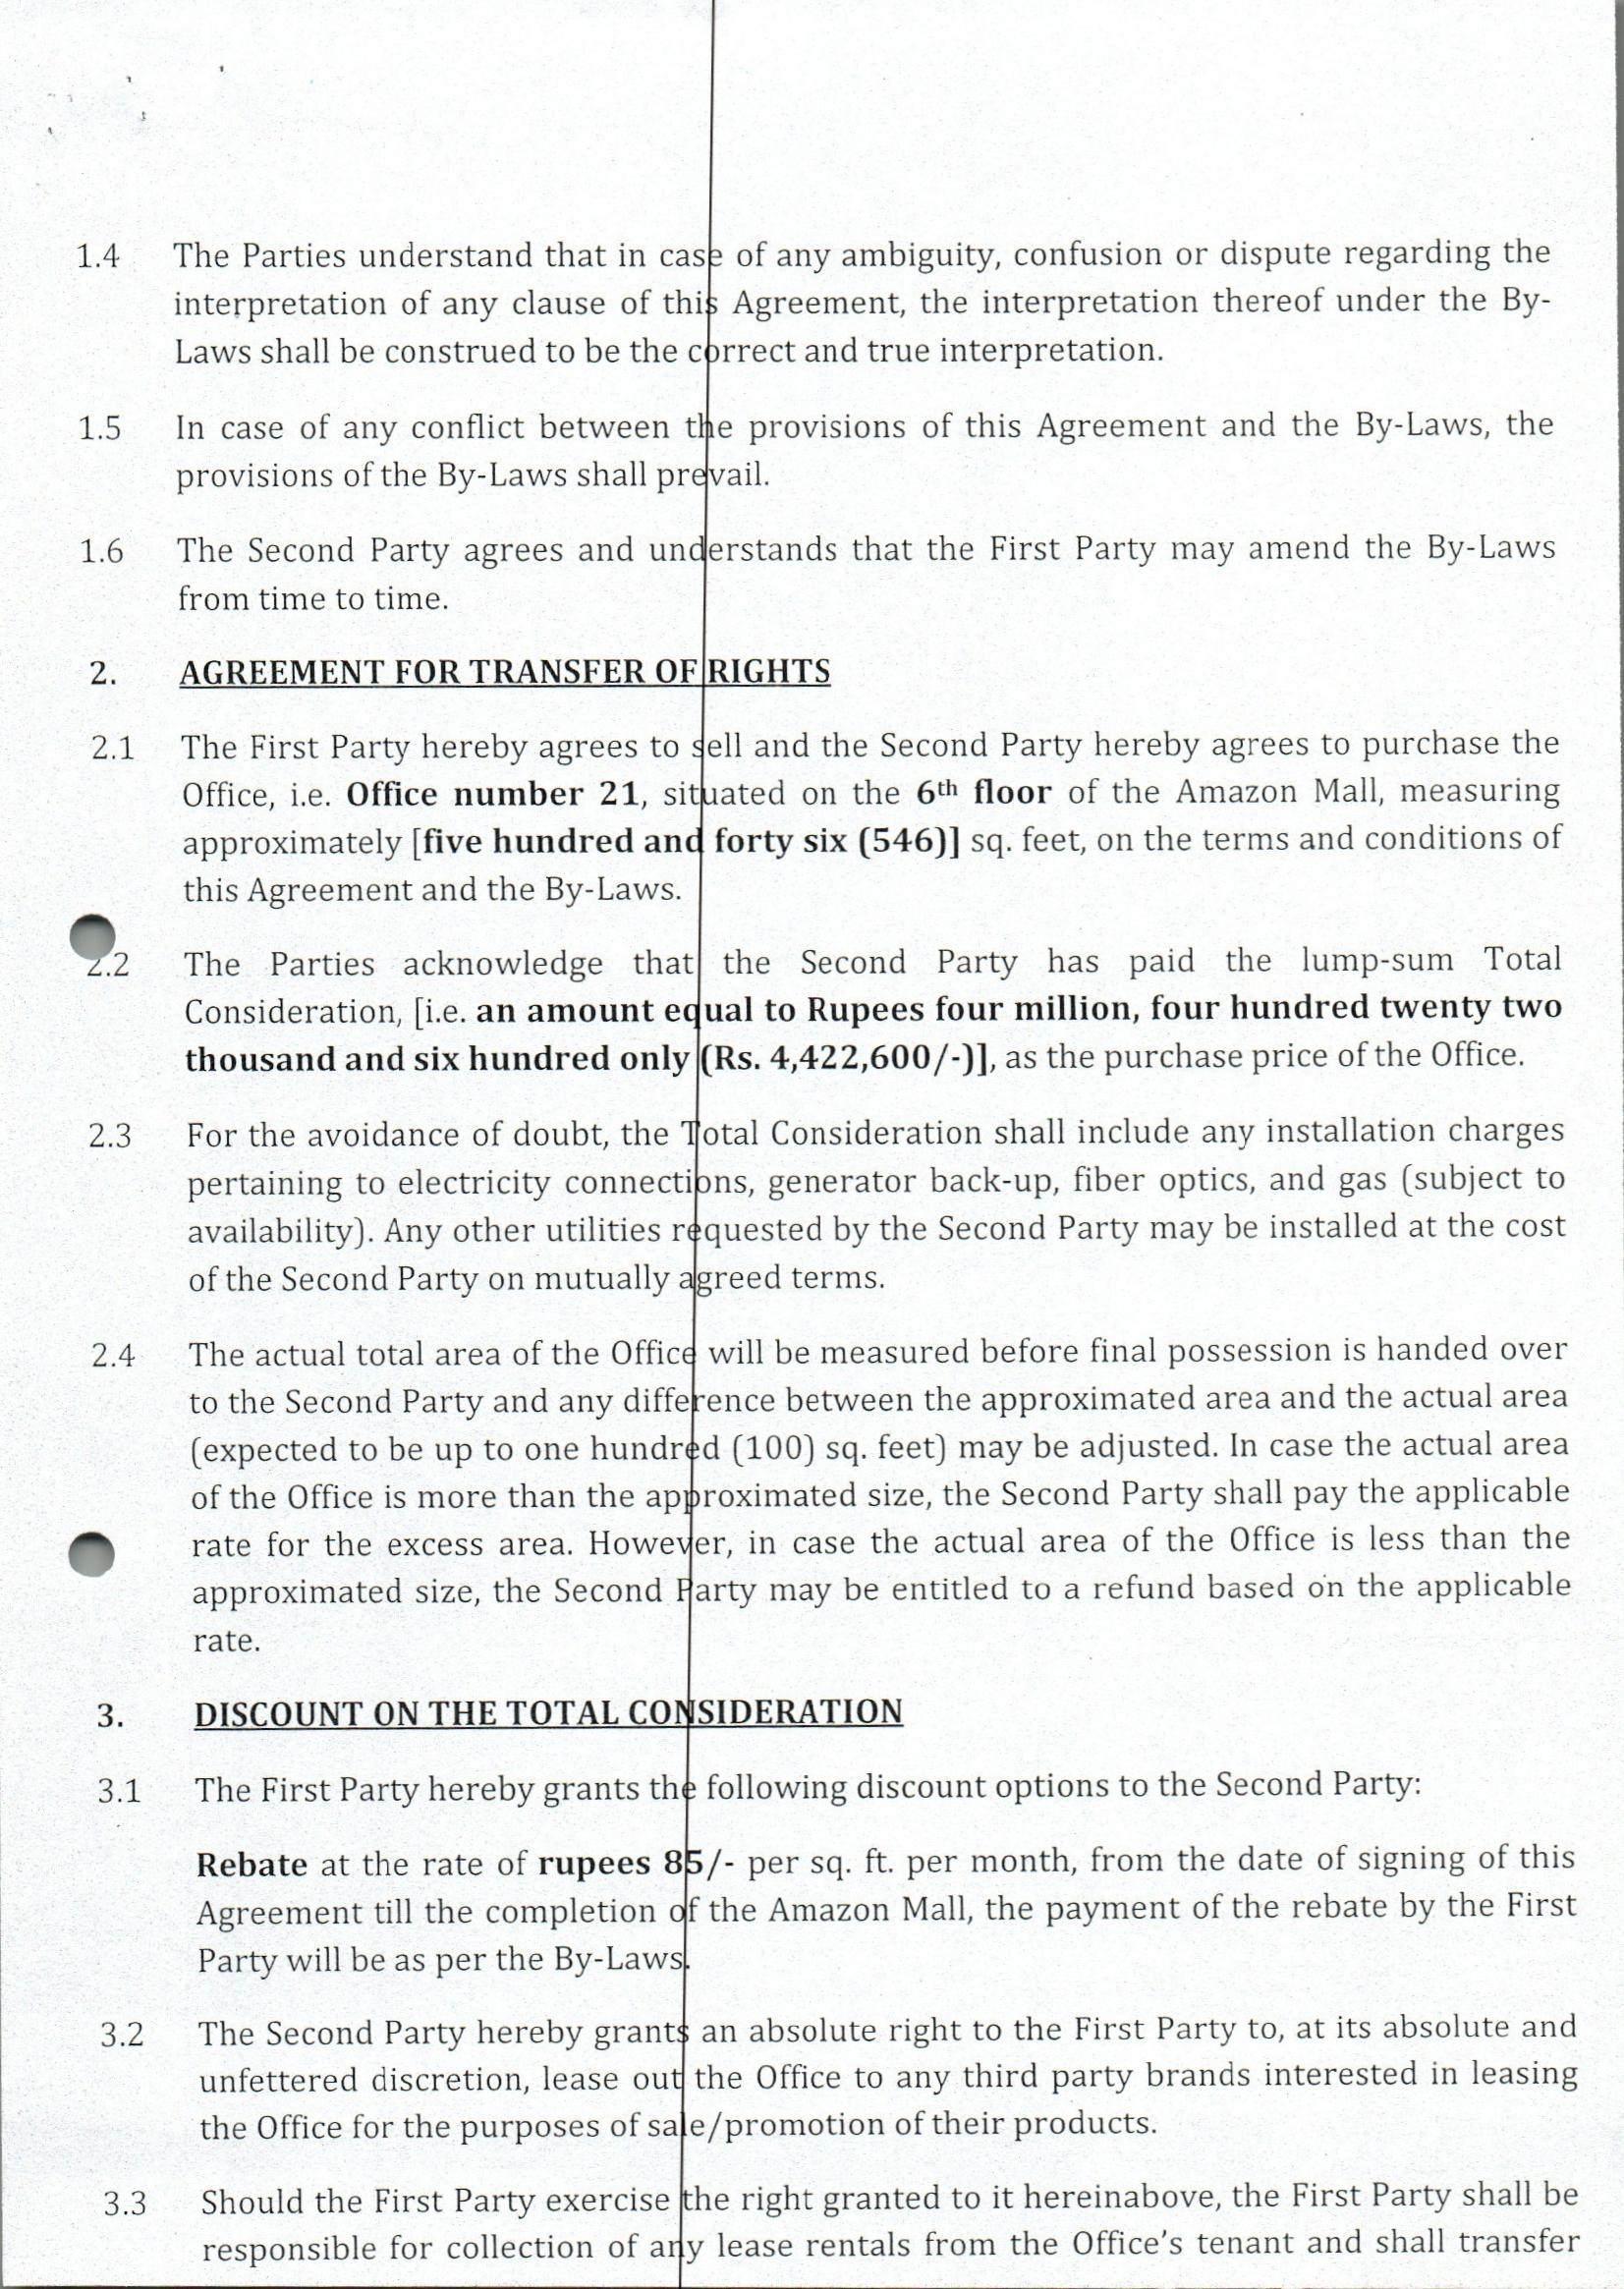 1.4 The Parties understand that in case of any ambiguity, confusion or dispute regarding the
interpretation of any clause of this Agreement, the interpretation thereof under the By-
Laws shall be construed to be the correct and true interpretation.
1.5 In case of any conflict between the provisions of this Agreement and the By-Laws, the
provisions of the By-Laws shall prevail.
1.6 The Second Party agrees and understands that the First Party may amend the By-Laws
from time to time.
2. AGREEMENT FOR TRANSFER OF RIGHTS
2.1 The First Party hereby agrees to sell and the Second Party hereby agrees to purchase the
Office, i.e. Office number 21, situated on the 6th floor of the Amazon Mall, measuring
approximately [five hundred and forty six (546)] sq. feet, on the terms and conditions of
this Agreement and the By-Laws.
2.2 The Parties acknowledge that the Second Party has paid the lump-sum Total
Consideration, [i.e. an amount equal to Rupees four million, four hundred twenty two
thousand and six hundred only (Rs. 4,422,600/-)], as the purchase price of the Office.
2.3 For the avoidance of doubt, the Total Consideration shall include any installation charges
pertaining to electricity connections, generator back-up, fiber optics, and gas (subject to
availability). Any other utilities requested by the Second Party may be installed at the cost
of the Second Party on mutually agreed terms.
2.4 The actual total area of the Office will be measured before final possession is handed over
to the Second Party and any difference between the approximated area and the actual area
(expected to be up to one hundred (100) sq. feet) may be adjusted. In case the actual area
of the Office is more than the approximated size, the Second Party shall pay the applicable
rate for the excess area. However, in case the actual area of the Office is less than the
approximated size, the Second Party may be entitled to a refund based on the applicable
rate.
3. DISCOUNT ON THE TOTAL CONSIDERATION
3.1 The First Party hereby grants the following discount options to the Second Party:
Rebate at the rate of rupees 85/- per sq. ft. per month, from the date of signing of this
Agreement till the completion of the Amazon Mall, the payment of the rebate by the First
Party will be as per the By-Laws.
3.2 The Second Party hereby grants an absolute right to the First Party to, at its absolute and
unfettered discretion, lease out the Office to any third party brands interested in leasing
the Office for the purposes of sale/promotion of their products.
3.3 Should the First Party exercise the right granted to it hereinabove, the First Party shall be
responsible for collection of any lease rentals from the Office's tenant and shall transfer